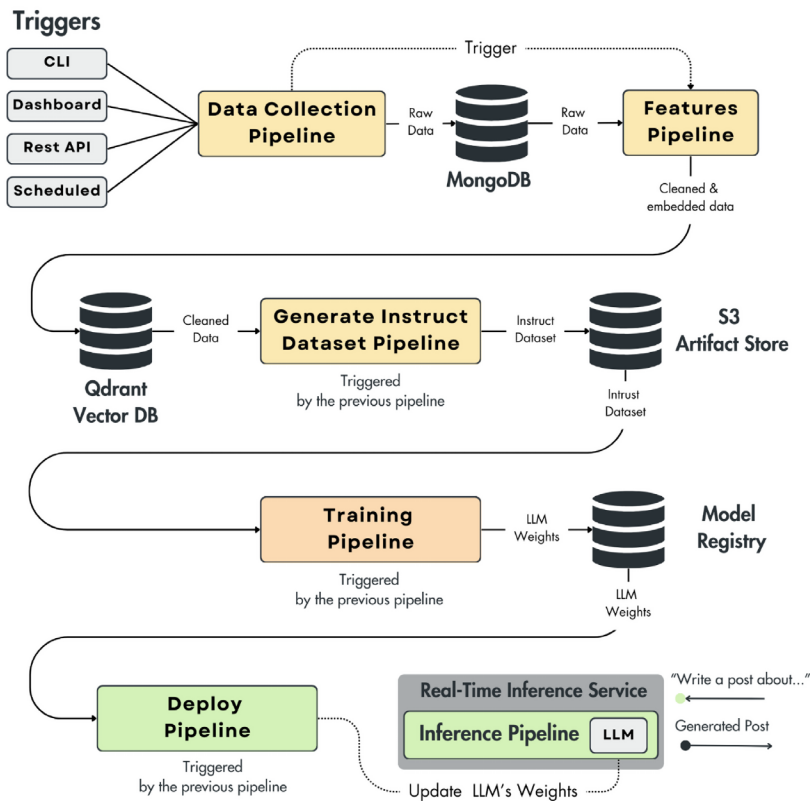 Triggers
CLI
Dashboard
Rest API
Scheduled
Trigger
Data Collection
Pipeline
Raw
Data
MongoDB
Raw
Data
Features
Pipeline
Cleaned &
embedded data
Qdrant
Vector DB
Cleaned
Data
Generate Instruct
Dataset Pipeline
Triggered
by the previous pipeline
Instruct
Dataset
S3
Artifact Store
Intrust
Dataset
Training
Pipeline
Triggered
by the previous pipeline
LLM
Weights
Model
Registry
LLM
Weights
Deploy
Pipeline
Triggered
by the previous pipeline
Real-Time Inference Service
Inference Pipeline
LLM
Update LLM's Weights
"Write a post about..."
Generated Post